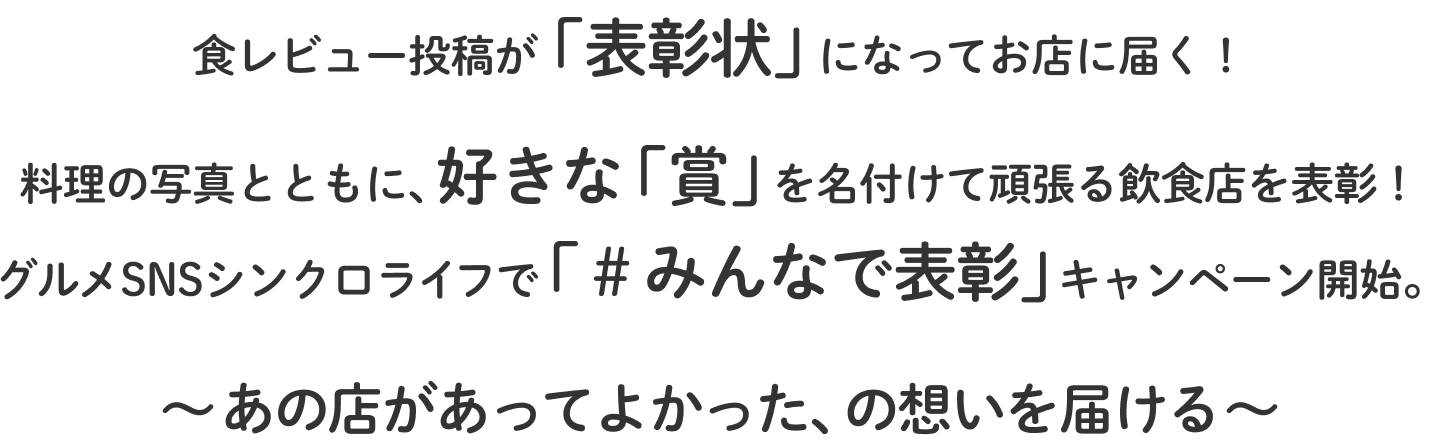 食レビュー投稿が「表彰状」になってお店に届く！
料理の写真とともに、好きな「賞」を名付けて頑張る飲食店を表彰！
グルメSNSシンクロライフで「＃みんなで表彰」キャンペーン開始。
〜あの店があってよかった、の想いを届ける〜